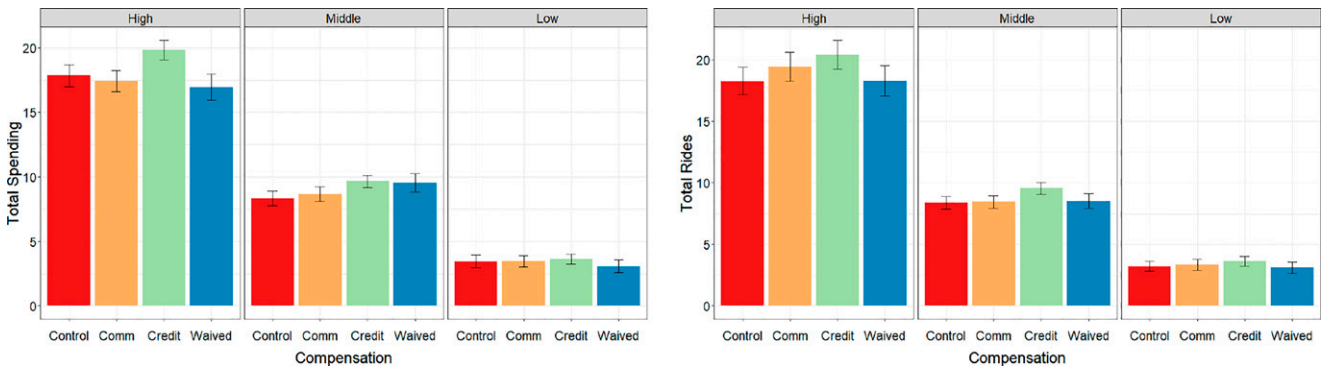 High Middle Low
Total Spending
20
15
10
5
0
Control Comm Credit Waived Control Comm Credit Waived Control Comm Credit Waived
Compensation
High Middle Low
Total Rides
20
15
10
5
0
Control Comm Credit Waived Control Comm Credit Waived Control Comm Credit Waived
Compensation